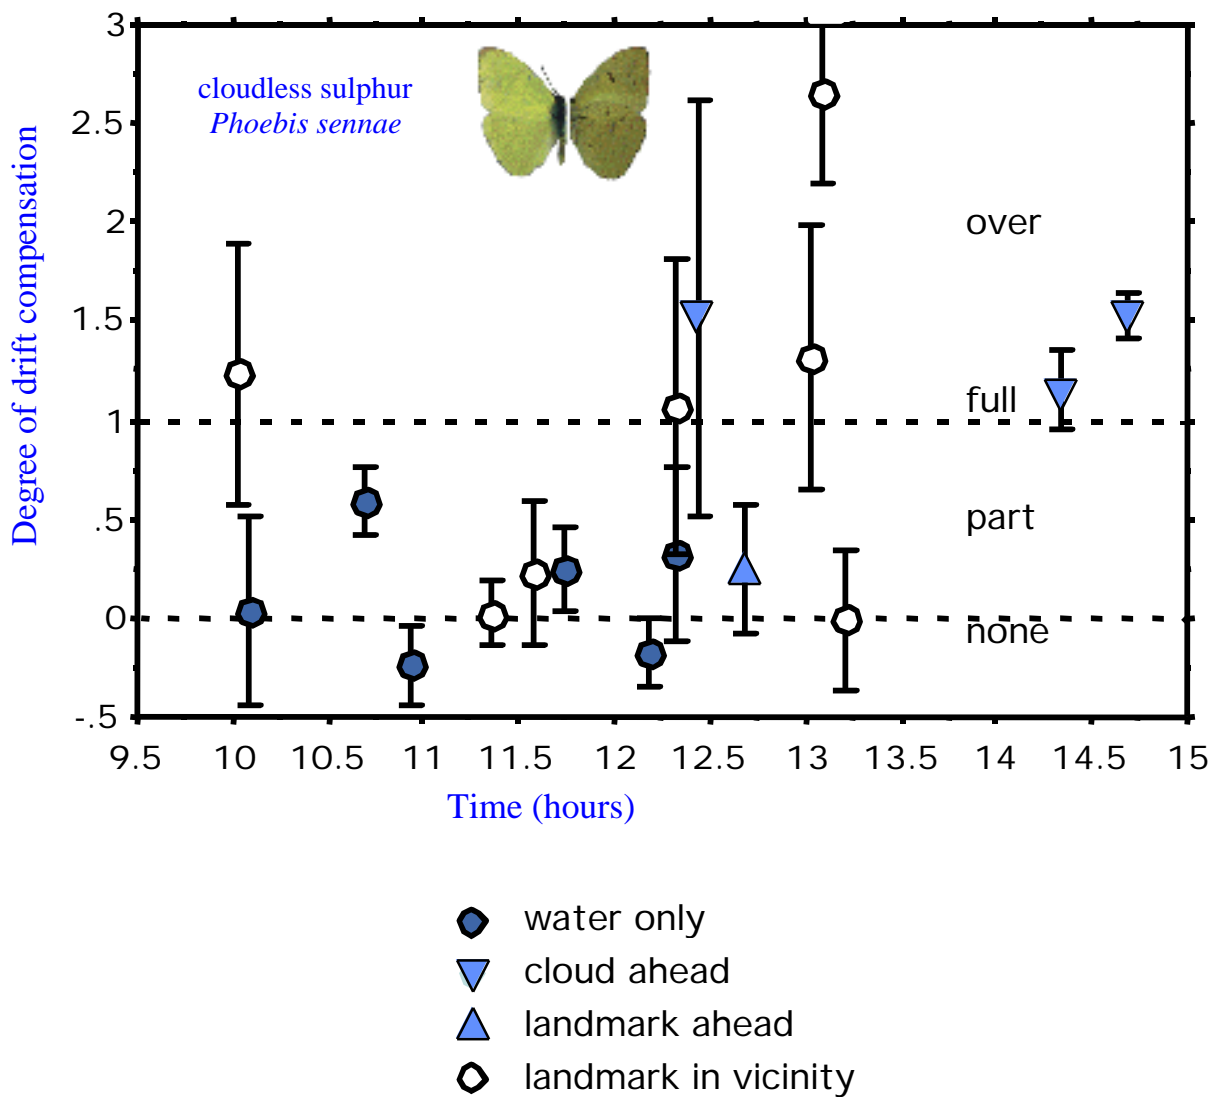 3
cloudless sulphur
Phoebis sennae
2.5
2
over
1.5
full
1
part
.5
0
none
-.5
Degree of drift compensation
9.5 10 10.5 11 11.5 12 12.5 13 13.5 14 14.5 15
Time (hours)
water only
cloud ahead
landmark ahead
landmark in vicinity